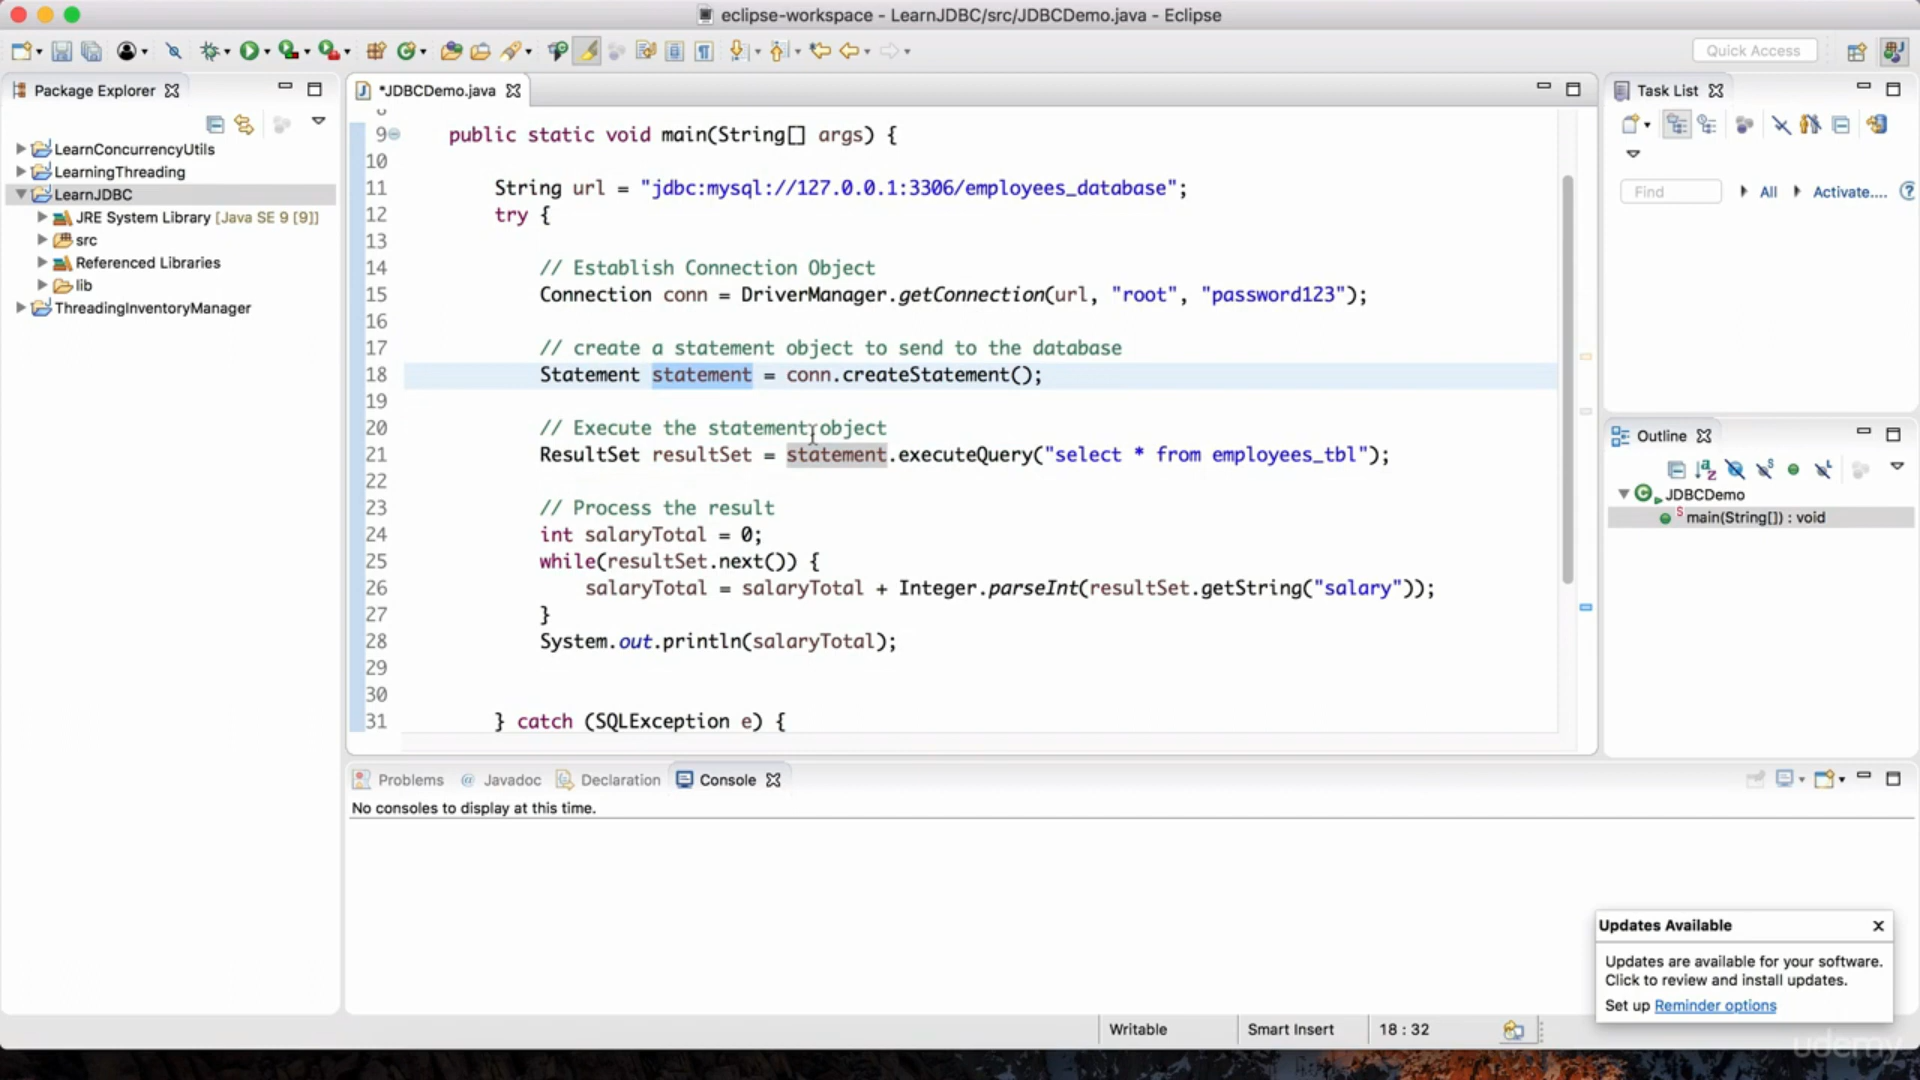 eclipse-workspace - LearnJDBC/src/JDBCDemo.java - Eclipse
Quick Access
Package Explorer
LearnConcurrencyUtils
LearningThreading
LearnJDBC
JRE System Library [Java SE 9 [9]]
src
Referenced Libraries
lib
ThreadingInventoryManager
*JDBCDemo.java
9 public static void main(String[] args) {
10
11 String url = "jdbc:mysql://127.0.0.1:3306/employees_database";
12 try {
13
14 // Establish Connection Object
15 Connection conn = DriverManager.getConnection(url, "root", "password123");
16
17 // create a statement object to send to the database
18 Statement statement = conn.createStatement();
19
20 // Execute the statement object
21 ResultSet resultSet = statement.executeQuery("select * from employees_tbl");
22
23 // Process the result
24 int salaryTotal = 0;
25 while(resultSet.next()) {
26 salaryTotal = salaryTotal + Integer.parseInt(resultSet.getString("salary"));
27 }
28 System.out.println(salaryTotal);
29
30
31 } catch (SQLException e) {
Task List
Find All Activate....
Outline
JDBCDemo
main(String[]) : void
Problems Javadoc Declaration Console
No consoles to display at this time.
Updates Available
Updates are available for your software.
Click to review and install updates.
Set up Reminder options
Writable Smart Insert 18 : 32
udemy